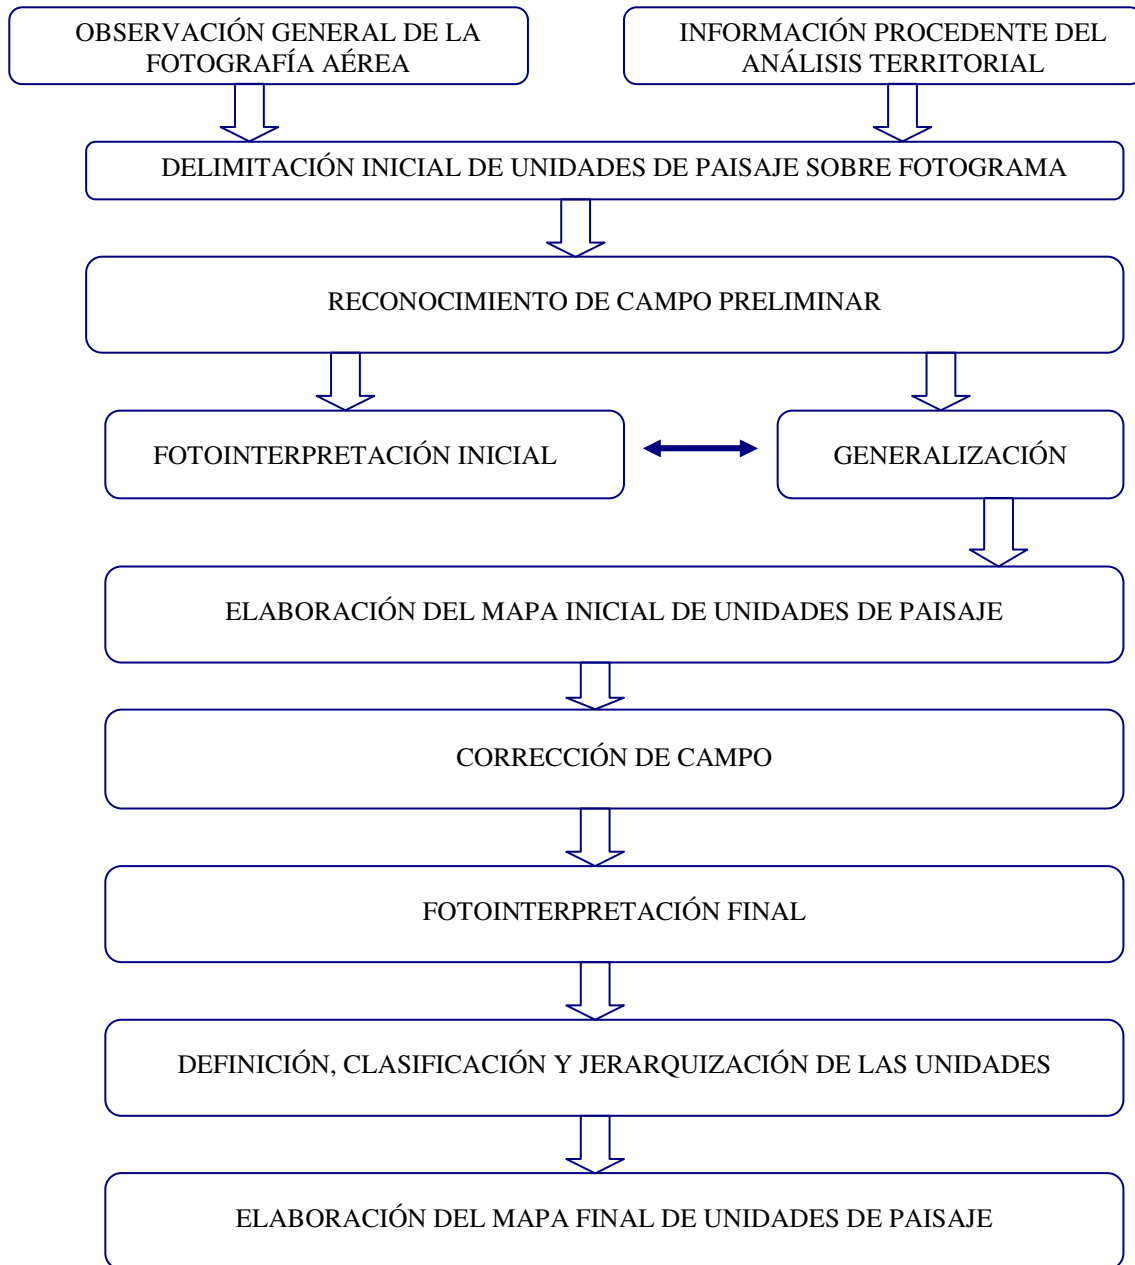 OBSERVACIÓN GENERAL DE LA
FOTOGRAFÍA AÉREA
INFORMACIÓN PROCEDENTE DEL
ANÁLISIS TERRITORIAL
DELIMITACIÓN INICIAL DE UNIDADES DE PAISAJE SOBRE FOTOGRAMA
RECONOCIMIENTO DE CAMPO PRELIMINAR
FOTOINTERPRETACIÓN INICIAL
GENERALIZACIÓN
ELABORACIÓN DEL MAPA INICIAL DE UNIDADES DE PAISAJE
CORRECCIÓN DE CAMPO
FOTOINTERPRETACIÓN FINAL
DEFINICIÓN, CLASIFICACIÓN Y JERARQUIZACIÓN DE LAS UNIDADES
ELABORACIÓN DEL MAPA FINAL DE UNIDADES DE PAISAJE